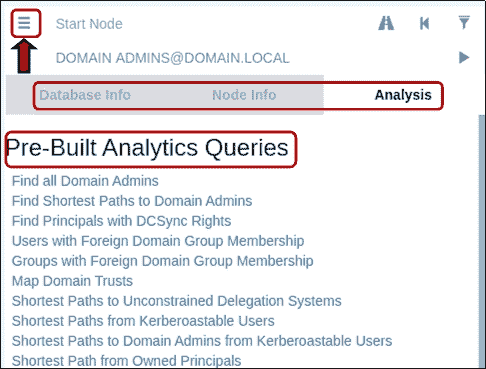 Start Node
DOMAIN ADMINS@DOMAIN.LOCAL
Database Info Node Info Analysis
Pre-Built Analytics Queries
Find all Domain Admins
Find Shortest Paths to Domain Admins
Find Principals with DCSync Rights
Users with Foreign Domain Group Membership
Groups with Foreign Domain Group Membership
Map Domain Trusts
Shortest Paths to Unconstrained Delegation Systems
Shortest Paths from Kerberoastable Users
Shortest Paths to Domain Admins from Kerberoastable Users
Shortest Path from Owned Principals